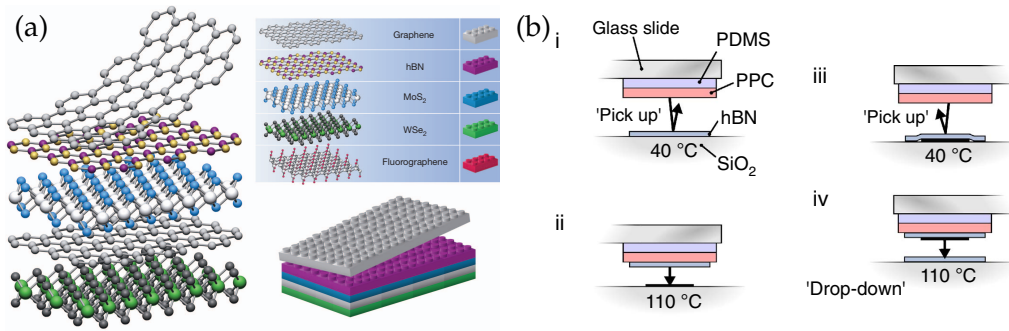 (a)
Graphene
hBN
MoS₂
WSe₂
Fluorographene
(b)
i
Glass slide
PDMS
PPC
'Pick up'
hBN
40 °C
SiO₂
ii
110 °C
iii
'Pick up'
40 °C
iv
110 °C
'Drop-down'